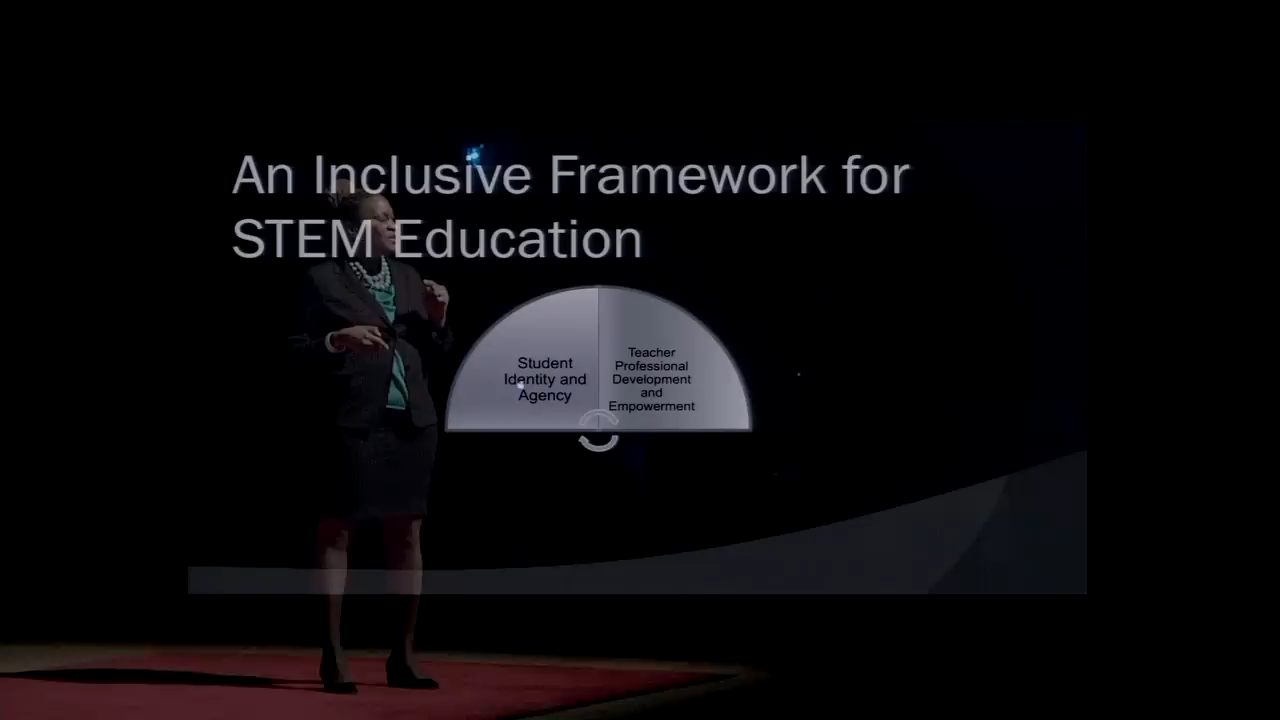 An Inclusive Framework for
STEM Education
Student
Identity and
Agency
Teacher
Professional
Development
and
Empowerment